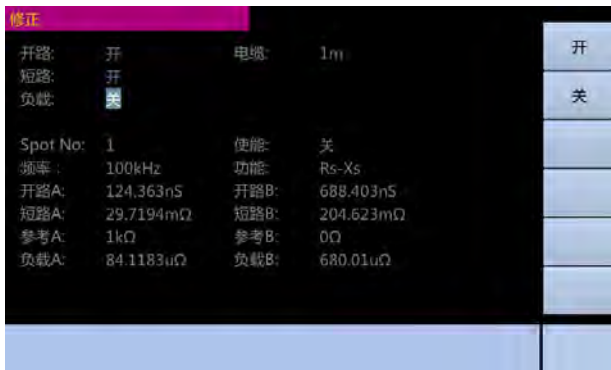 修正
开路: 开 电缆: 1m
短路: 开
负载: 关
Spot No: 1 使能: 关
频率: 100kHz 功能: Rs-Xs
开路A: 124.363nS 开路B: 688.403nS
短路A: 29.7194mΩ 短路B: 204.623mΩ
参考A: 1kΩ 参考B: 0Ω
负载A: 84.1183uΩ 负载B: 680.01uΩ
开
关